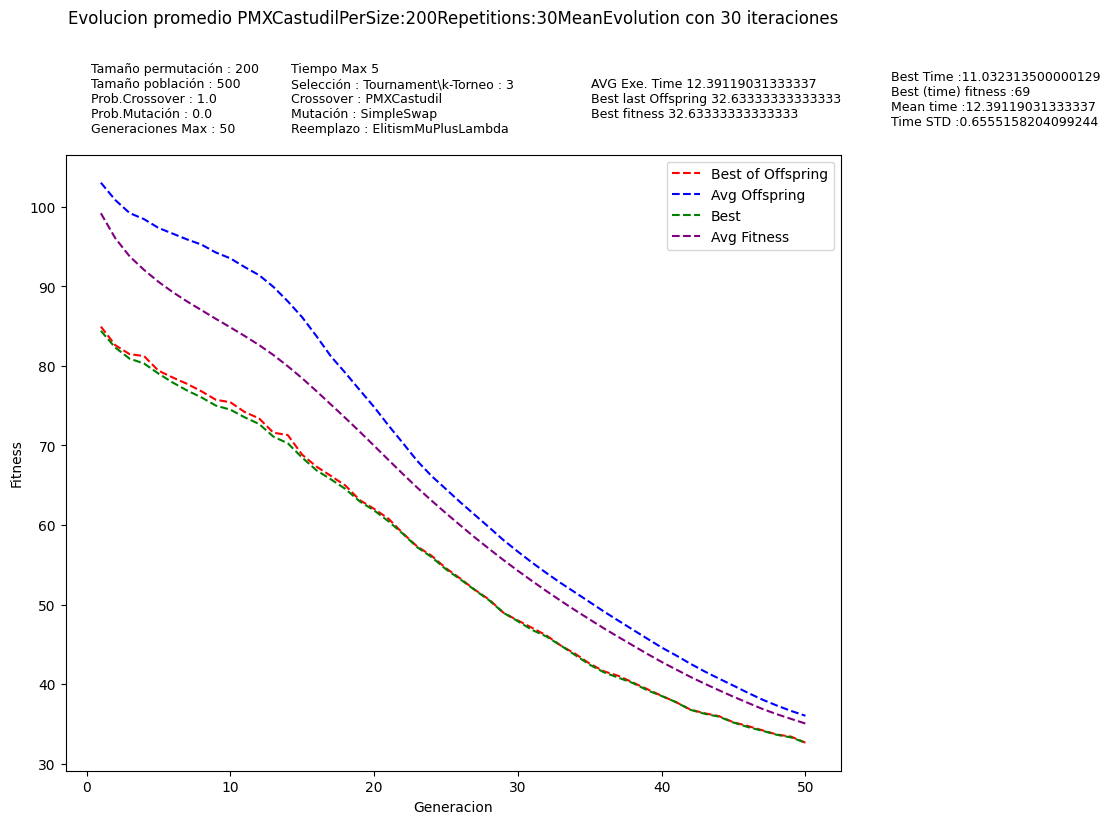 Evolucion promedio PMXCastudilPerSize:200Repetitions:30MeanEvolution con 30 iteraciones
Tamaño permutación : 200
Tamaño población : 500
Prob.Crossover : 1.0
Prob.Mutación : 0.0
Generaciones Max : 50
Tiempo Max 5
Selección : Tournament\k-Torneo : 3
Crossover : PMXCastudil
Mutación : SimpleSwap
Reemplazo : ElitismMuPlusLambda
AVG Exe. Time 12.39119031333337
Best last Offspring 32.63333333333333
Best fitness 32.63333333333333
Best Time :11.032313500000129
Best (time) fitness :69
Mean time :12.39119031333337
Time STD :0.6555158204099244
Best of Offspring
Avg Offspring
Best
Avg Fitness
Fitness
100
90
80
70
60
50
40
30
0
10
20
30
40
50
Generacion